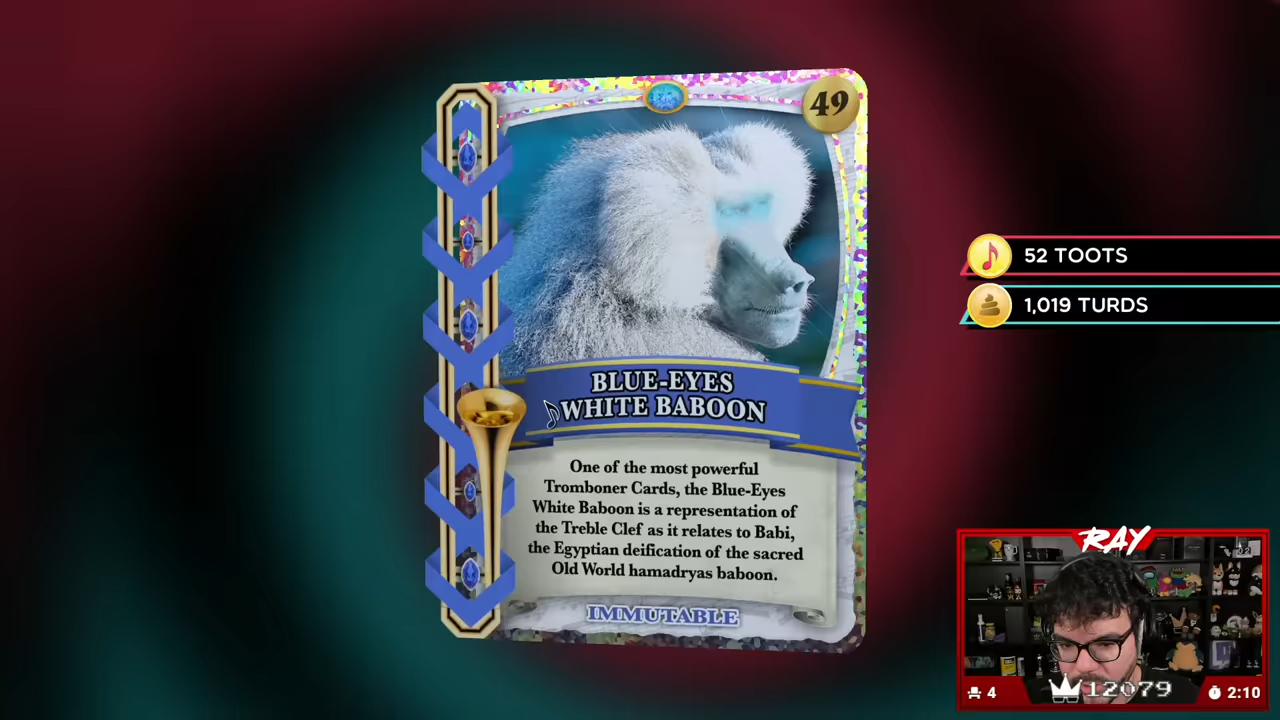 49
BLUE-EYES
WHITE BABOON
One of the most powerful
Tromboner Cards, the Blue-Eyes
White Baboon is a representation of
the Treble Clef as it relates to Babi,
the Egyptian deification of the sacred
Old World hamadryas baboon.
IMMUTABLE
52 TOOTS
1,019 TURDS
RAY
4
12079
2:10